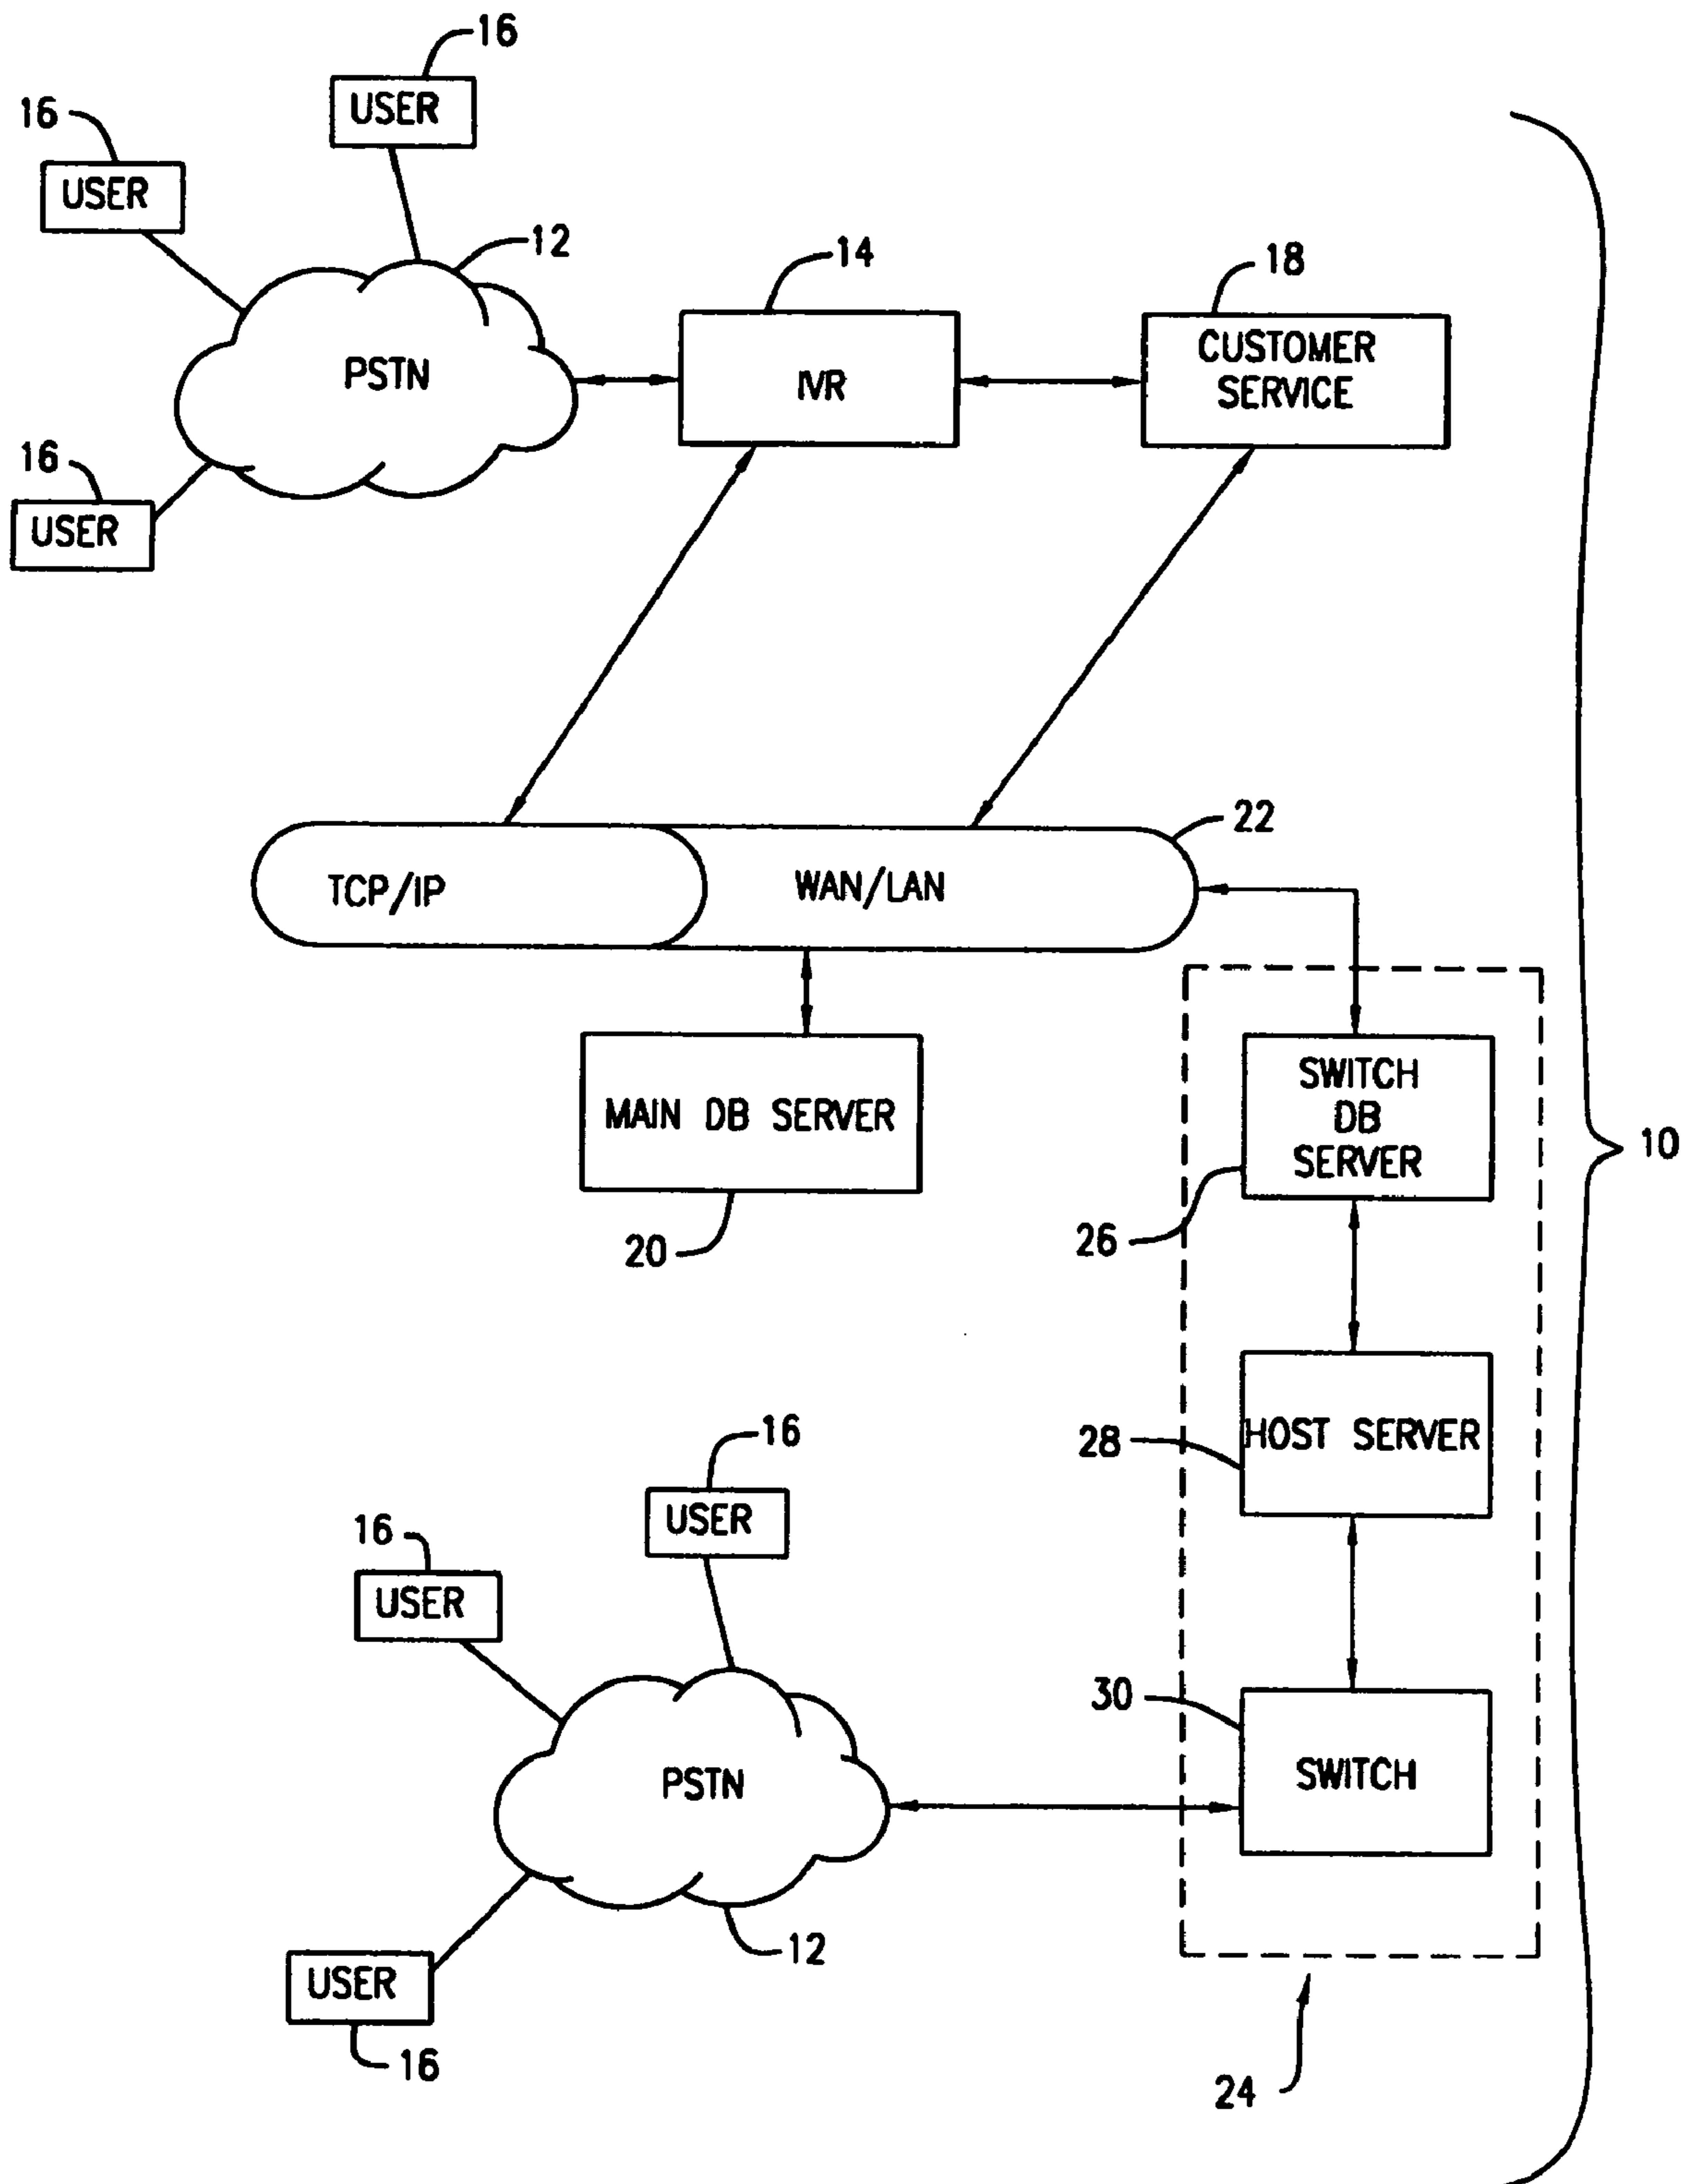 16
USER
16
USER
12
14
18
PSTN
IVR
CUSTOMER
SERVICE
16
USER
22
TCP/IP
WAN/LAN
MAIN DB SERVER
SWITCH
DB
SERVER
10
20
26
16
USER
28
HOST SERVER
16
USER
30
PSTN
SWITCH
12
USER
16
24